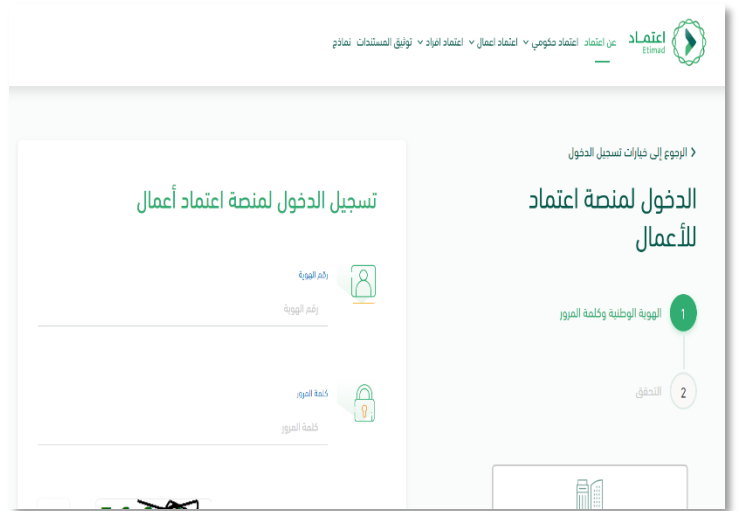 اعتمـاد
Etimad
عن اعتماد اعتماد حكومي اعتماد اعمال اعتماد افراد توثيق المستندات نماذج
الرجوع إلى خيارات تسجيل الدخول
الدخول لمنصة اعتماد
للأعمال
1 الهوية الوطنية وكلمة المرور
2 التحقق
تسجيل الدخول لمنصة اعتماد أعمال
رقم الهوية
رقم الهوية
كلمة المرور
كلمة المرور